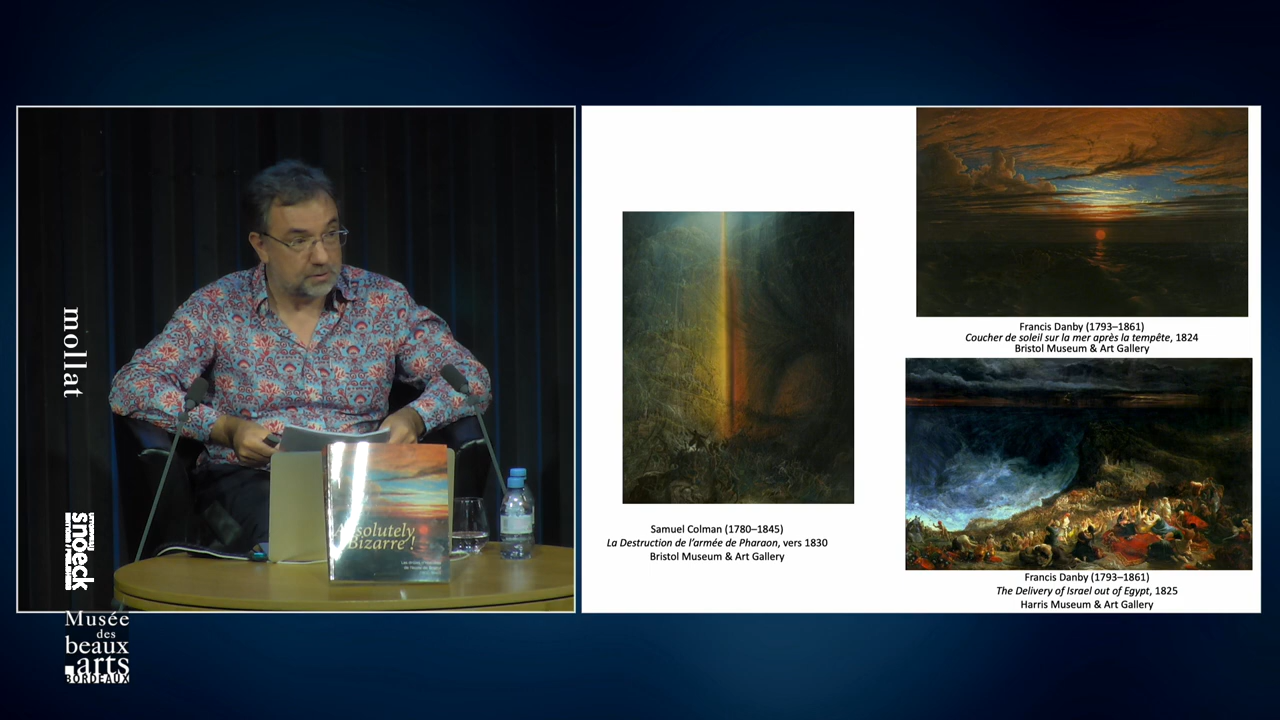 mollat
snoeck
Musée
des
beaux
.arts
BORDEAUX
Absolutely
Bizarre !
Samuel Colman (1780–1845)
La Destruction de l'armée de Pharaon, vers 1830
Bristol Museum & Art Gallery
Francis Danby (1793–1861)
Coucher de soleil sur la mer après la tempête, 1824
Bristol Museum & Art Gallery
Francis Danby (1793–1861)
The Delivery of Israel out of Egypt, 1825
Harris Museum & Art Gallery